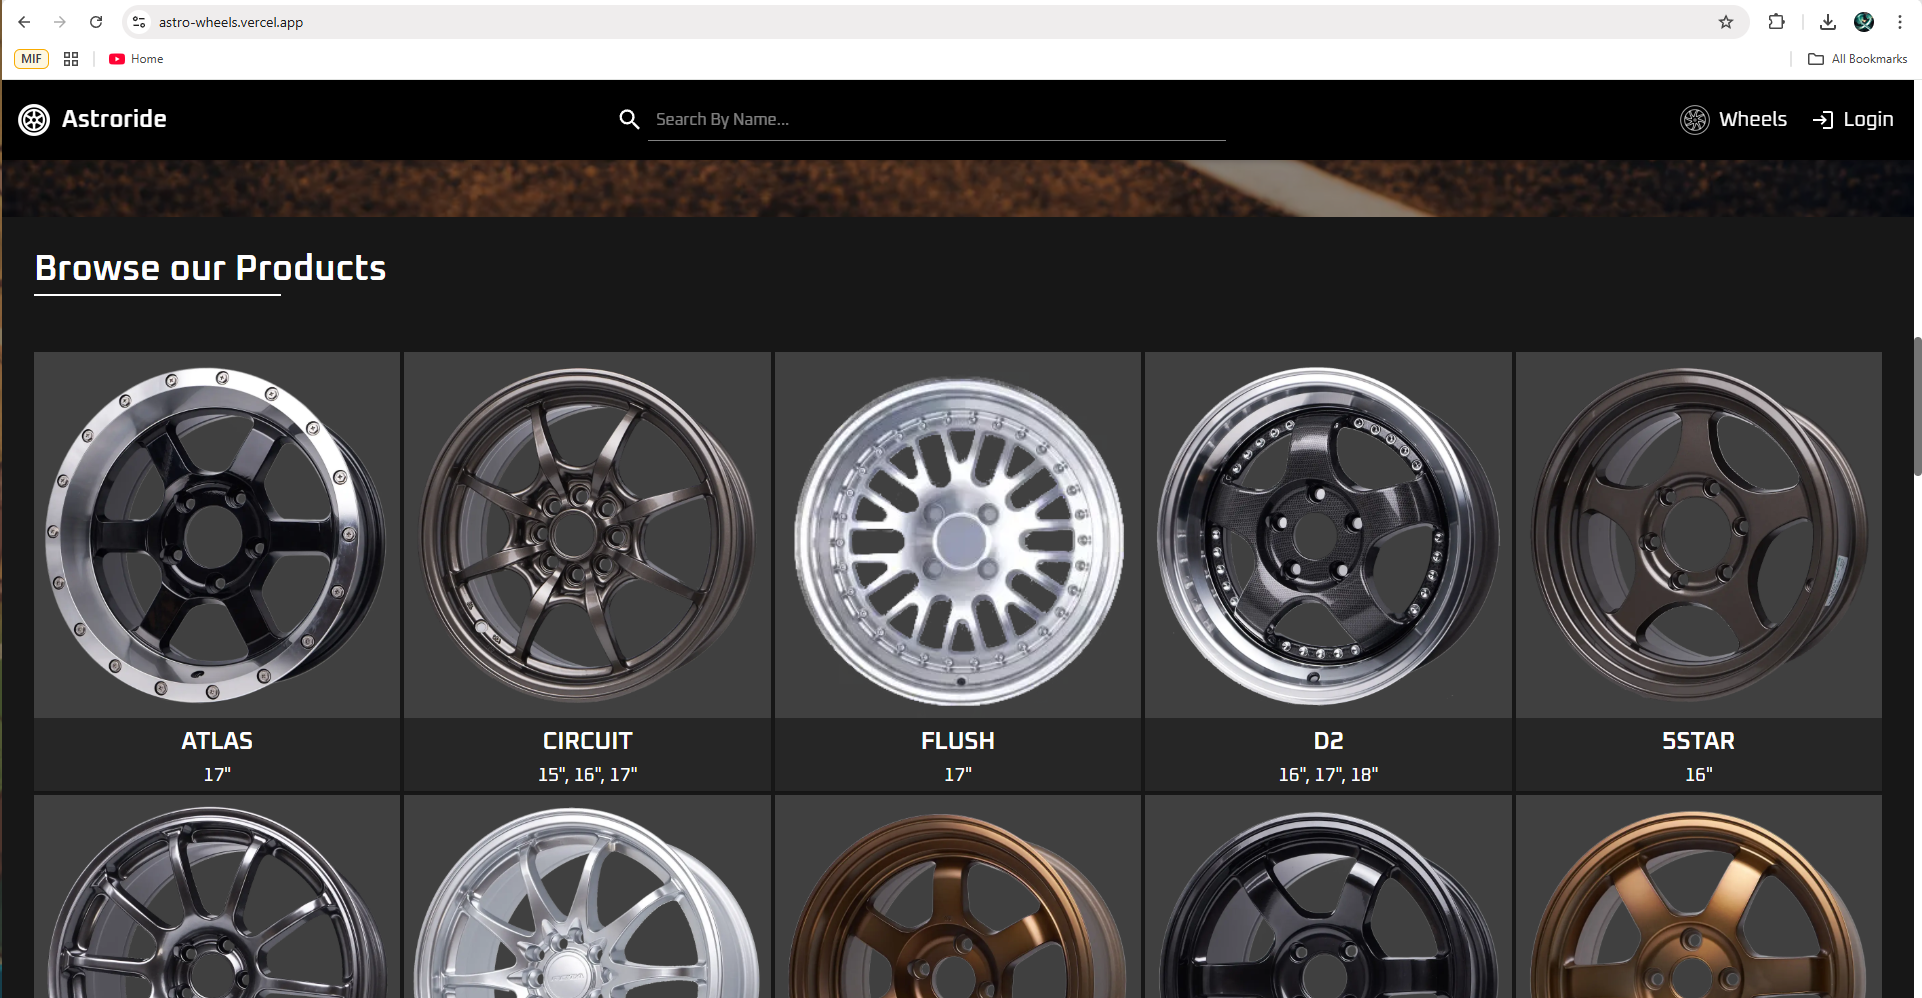 astro-wheels.vercel.app
MIF
Home
All Bookmarks
Astroride
Search By Name...
Wheels
Login
Browse our Products
ATLAS
17"
CIRCUIT
15", 16", 17"
FLUSH
17"
D2
16", 17", 18"
5STAR
16"